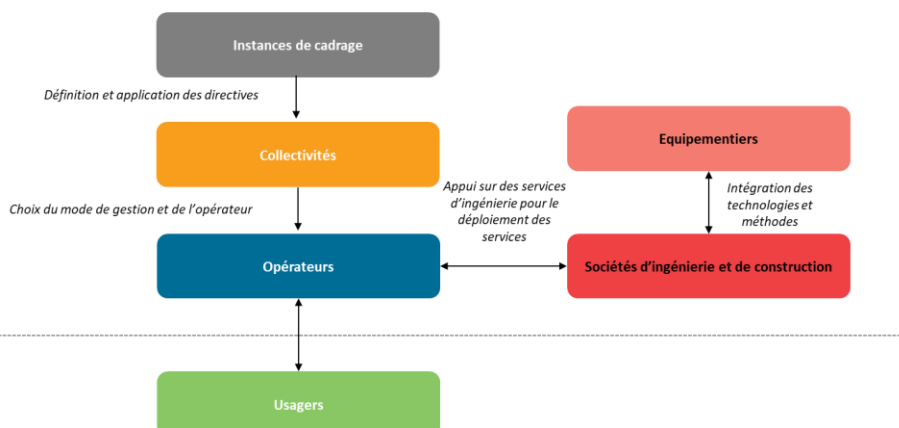 Instances de cadrage
Définition et application des directives
Collectivités
Equipementiers
Choix du mode de gestion et de l'opérateur
Appui sur des services
d'ingénierie pour le
déploiement des
services
Intégration des
technologies et
méthodes
Opérateurs
Sociétés d'ingénierie et de construction
Usagers